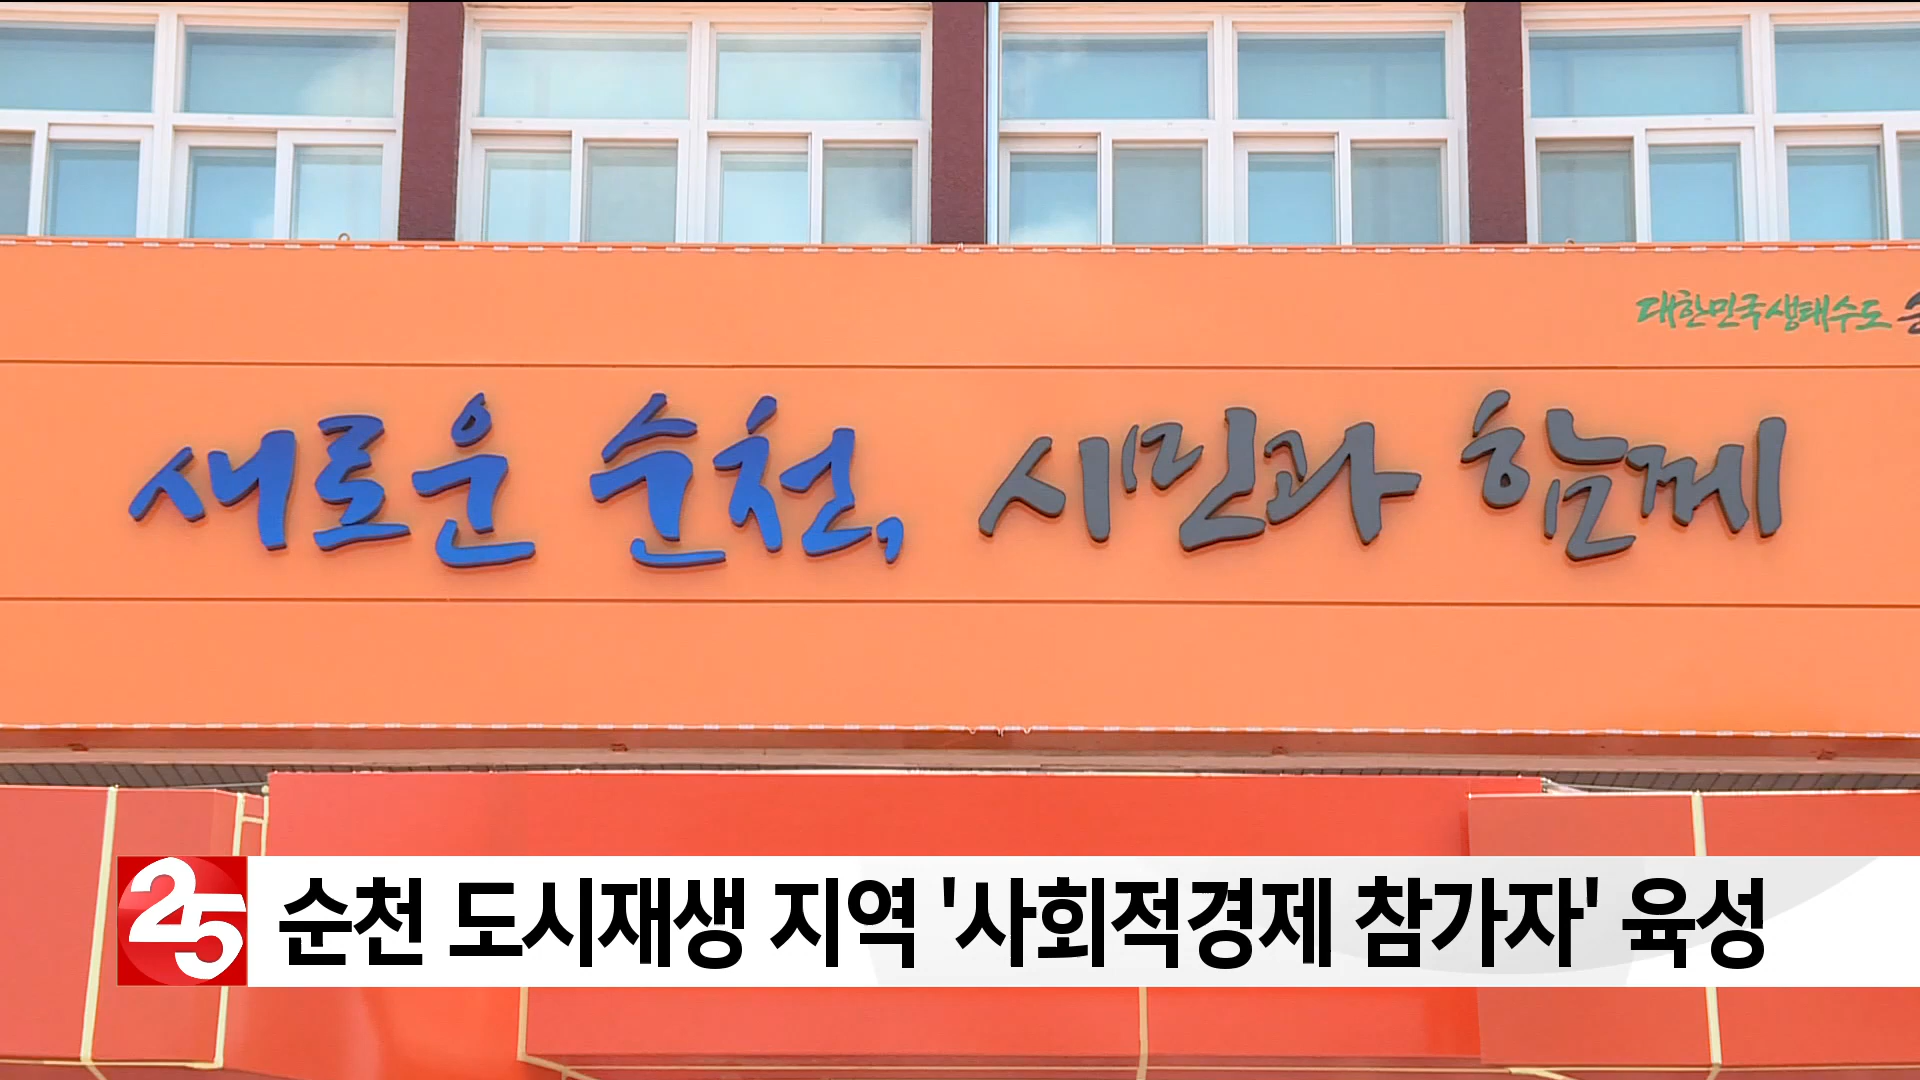 대한민국생태수도
새로운 순천, 시민과 함께
25 순천 도시재생 지역 '사회적경제 참가자' 육성